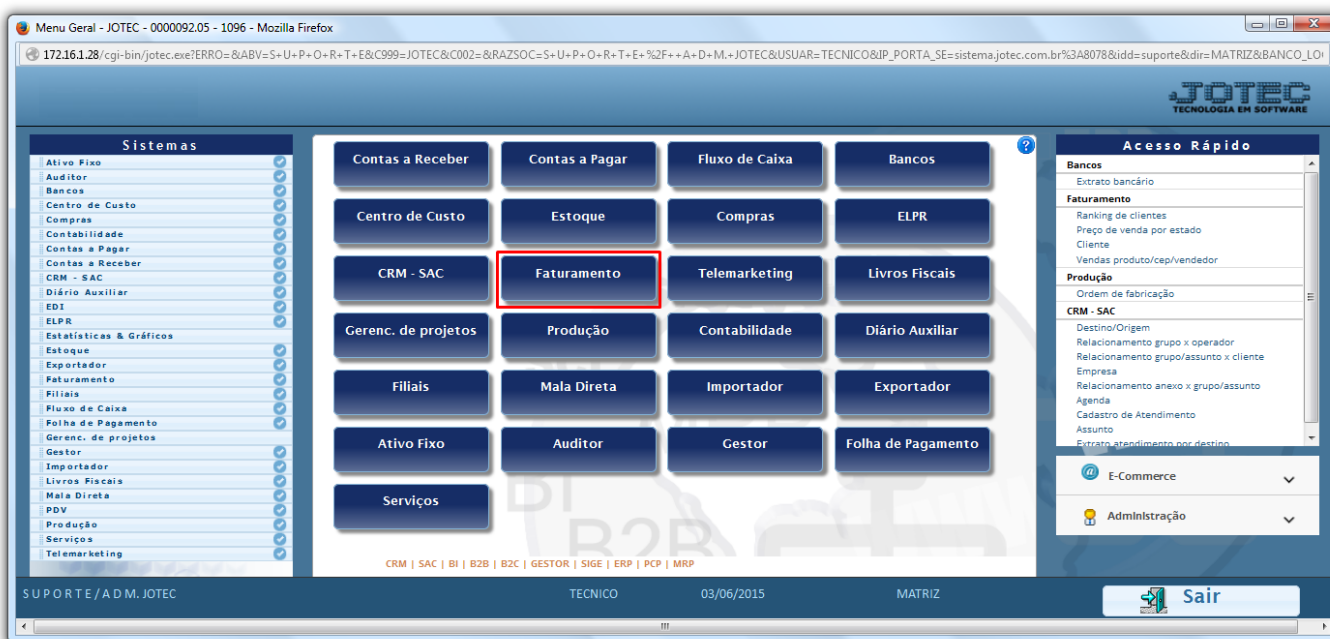 Menu Geral - JOTEC - 0000092.05 - 1096 - Mozilla Firefox
172.16.1.28/cgi-bin/jotec.exe?ERRO=&ABV=S+U+P+O+R+T+E&C999=JOTEC&C002=&RAZSOC=S+U+P+O+R+T+E+%2F++A+D+M.+JOTEC&USUAR=TECNICO&IP_PORTA_SE=sistema.jotec.com.br%3A8078&idd=suporte&dir=MATRIZ&BANCO_LO
JOTEC
TECNOLOGIA EM SOFTWARE
Sistemas
Ativo Fixo
Auditor
Bancos
Centro de Custo
Compras
Contabilidade
Contas a Pagar
Contas a Receber
CRM - SAC
Diário Auxiliar
EDI
ELPR
Estatísticas & Gráficos
Estoque
Exportador
Faturamento
Filiais
Fluxo de Caixa
Folha de Pagamento
Gerenc. de projetos
Gestor
Importador
Livros Fiscais
Mala Direta
PDV
Produção
Serviços
Telemarketing
Contas a Receber
Contas a Pagar
Fluxo de Caixa
Bancos
Centro de Custo
Estoque
Compras
ELPR
CRM - SAC
Faturamento
Telemarketing
Livros Fiscais
Gerenc. de projetos
Produção
Contabilidade
Diário Auxiliar
Filiais
Mala Direta
Importador
Exportador
Ativo Fixo
Auditor
Gestor
Folha de Pagamento
Serviços
BI
B2B
CRM | SAC | BI | B2B | B2C | GESTOR | SIGE | ERP | PCP | MRP
?
Acesso Rápido
Bancos
Extrato bancário
Faturamento
Ranking de clientes
Preço de venda por estado
Cliente
Vendas produto/cep/vendedor
Produção
Ordem de fabricação
CRM - SAC
Destino/Origem
Relacionamento grupo x operador
Relacionamento grupo/assunto x cliente
Empresa
Relacionamento anexo x grupo/assunto
Agenda
Cadastro de Atendimento
Assunto
Extrato atendimento por destino
E-Commerce
Administração
SUPORTE/ADM. JOTEC
TECNICO
03/06/2015
MATRIZ
Sair